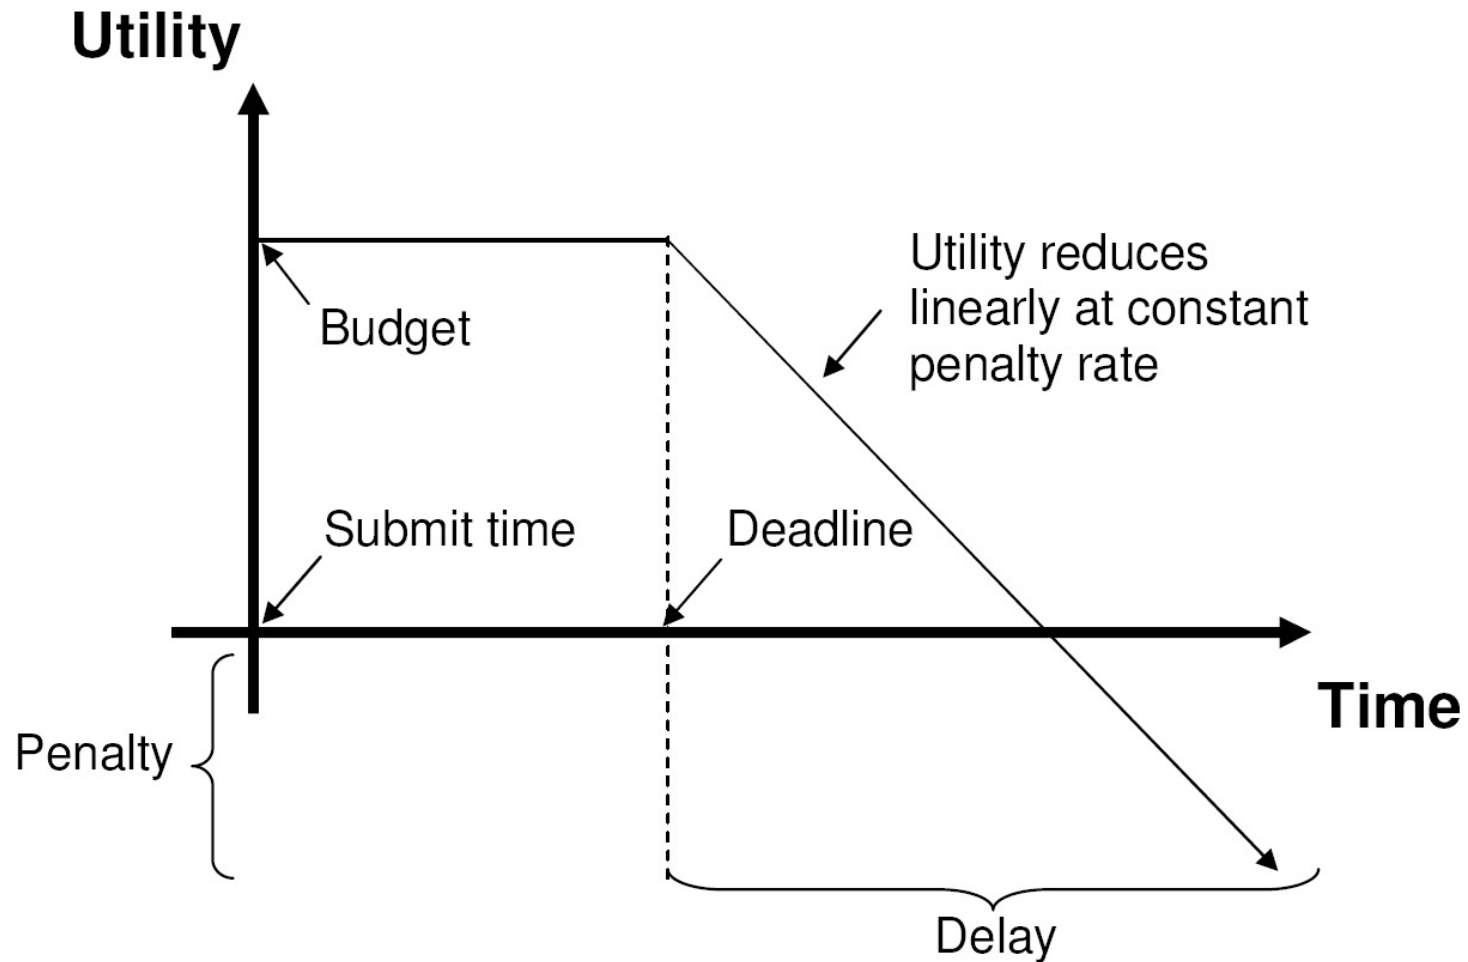 Utility
Utility reduces
linearly at constant
penalty rate
Budget
Submit time
Deadline
Time
Penalty
Delay